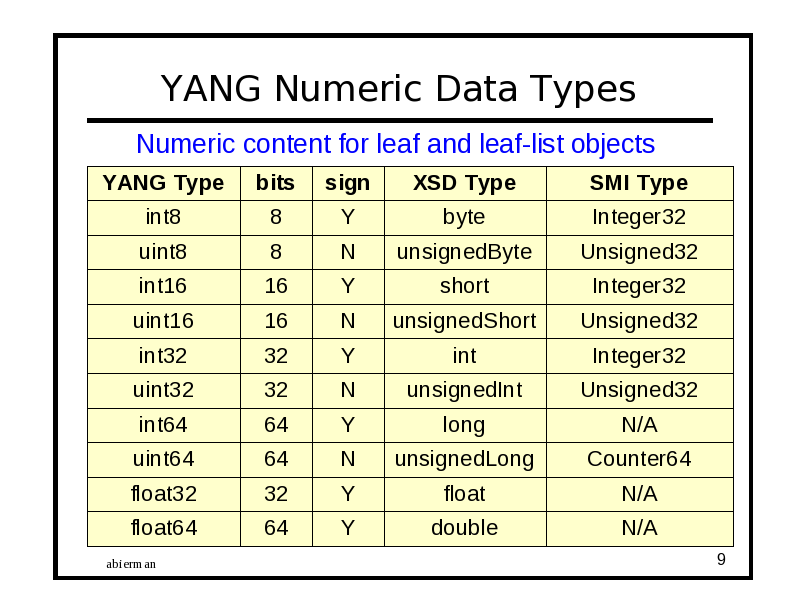 YANG Numeric Data Types
Numeric content for leaf and leaf-list objects
YANG Type bits sign XSD Type SMI Type
int8 8 Y byte Integer32
uint8 8 N unsignedByte Unsigned32
int16 16 Y short Integer32
uint16 16 N unsignedShort Unsigned32
int32 32 Y int Integer32
uint32 32 N unsignedInt Unsigned32
int64 64 Y long N/A
uint64 64 N unsignedLong Counter64
float32 32 Y float N/A
float64 64 Y double N/A
abierman 9